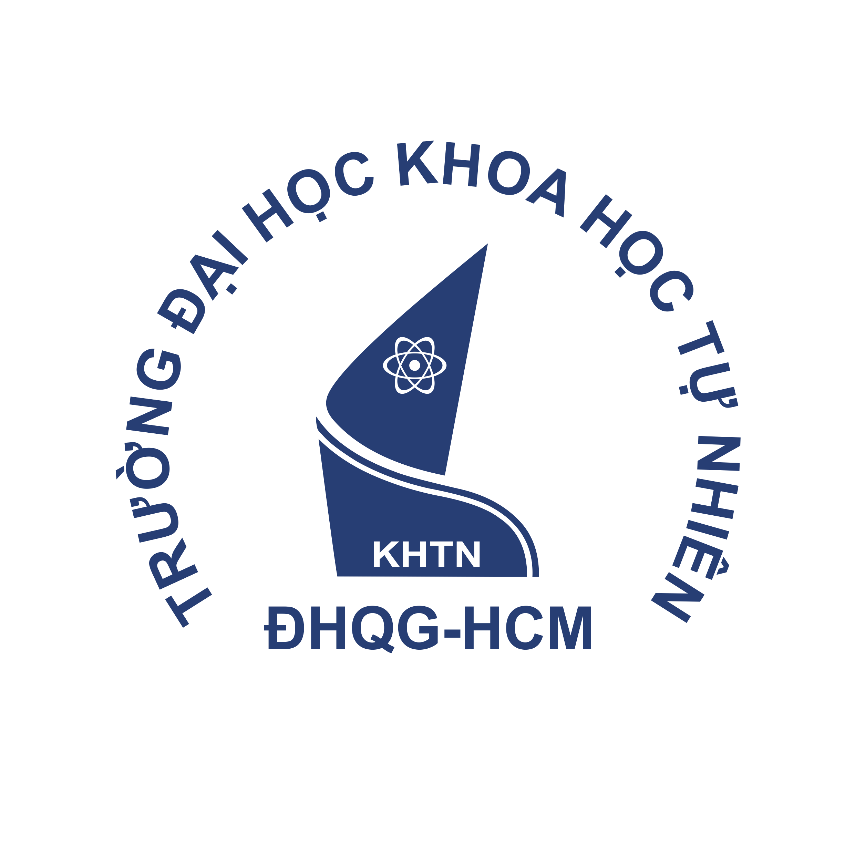 TRƯỜNG ĐẠI HỌC KHOA HỌC TỰ NHIÊN
KHTN
ĐHQG-HCM